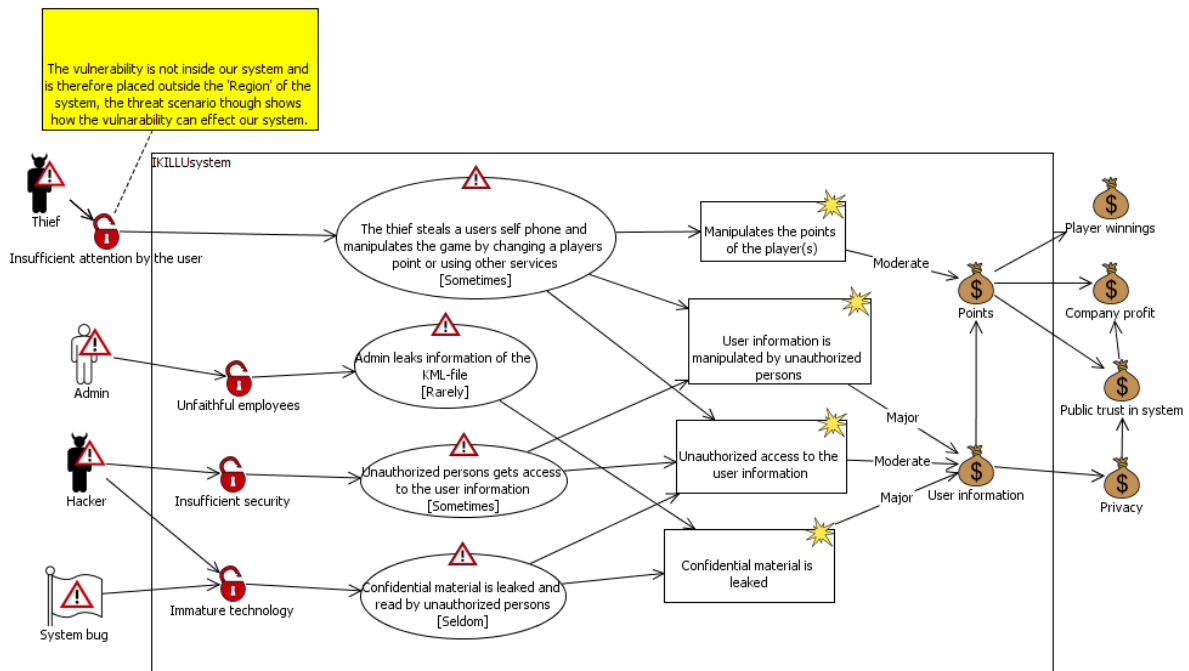 The vulnerability is not inside our system and
is therefore placed outside the 'Region' of the
system, the threat scenario though shows
how the vulnarability can effect our system.
IKILLUsystem
Thief
Insufficient attention by the user
The thief steals a users self phone and
manipulates the game by changing a players
point or using other services
[Sometimes]
Manipulates the points
of the player(s)
Moderate
Points
Player winnings
Company profit
Admin
Unfaithful employees
Admin leaks information of the
KML-file
[Rarely]
User information is
manipulated by unauthorized
persons
Major
Public trust in system
Hacker
Insufficient security
Unauthorized persons gets access
to the user information
[Sometimes]
Unauthorized access to the
user information
Moderate
User information
Major
Privacy
System bug
Immature technology
Confidential material is leaked and
read by unauthorized persons
[Seldom]
Confidential material is
leaked